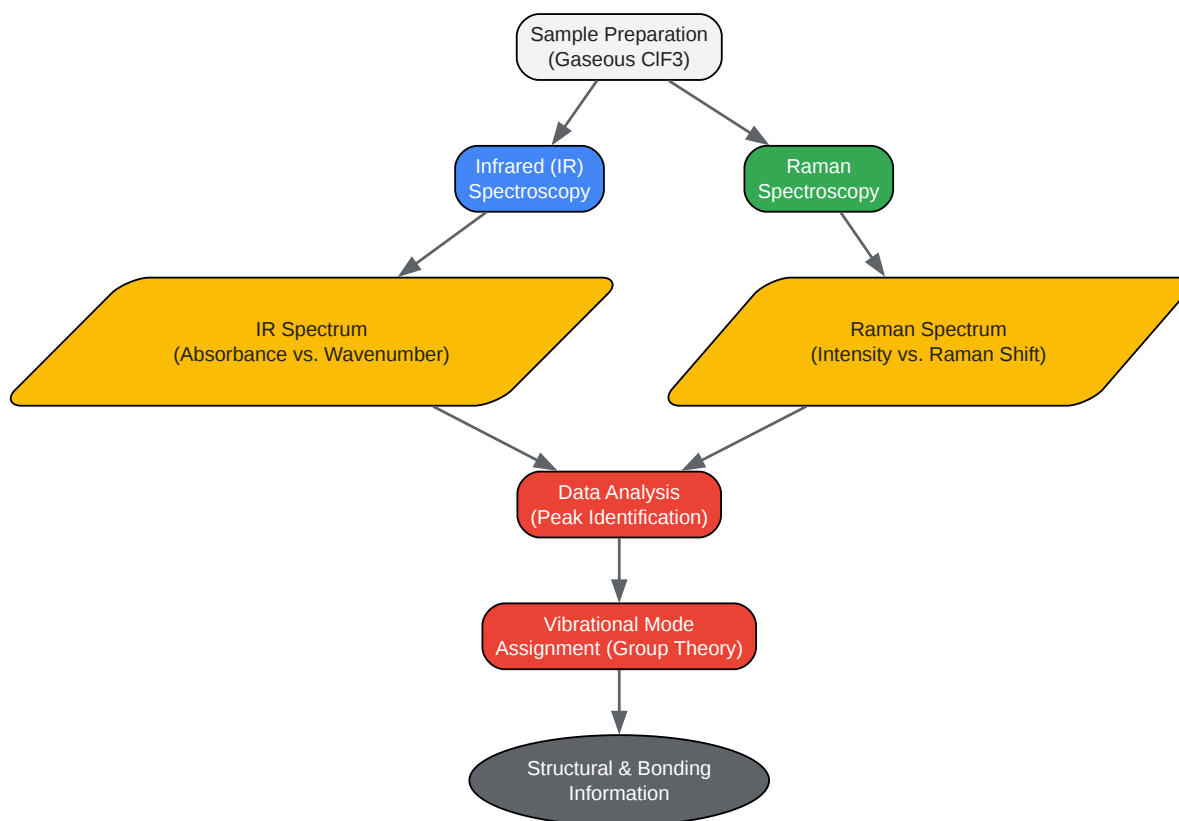 Sample Preparation
(Gaseous ClF3)
Infrared (IR)
Spectroscopy
Raman
Spectroscopy
IR Spectrum
(Absorbance vs. Wavenumber)
Raman Spectrum
(Intensity vs. Raman Shift)
Data Analysis
(Peak Identification)
Vibrational Mode
Assignment (Group Theory)
Structural & Bonding
Information